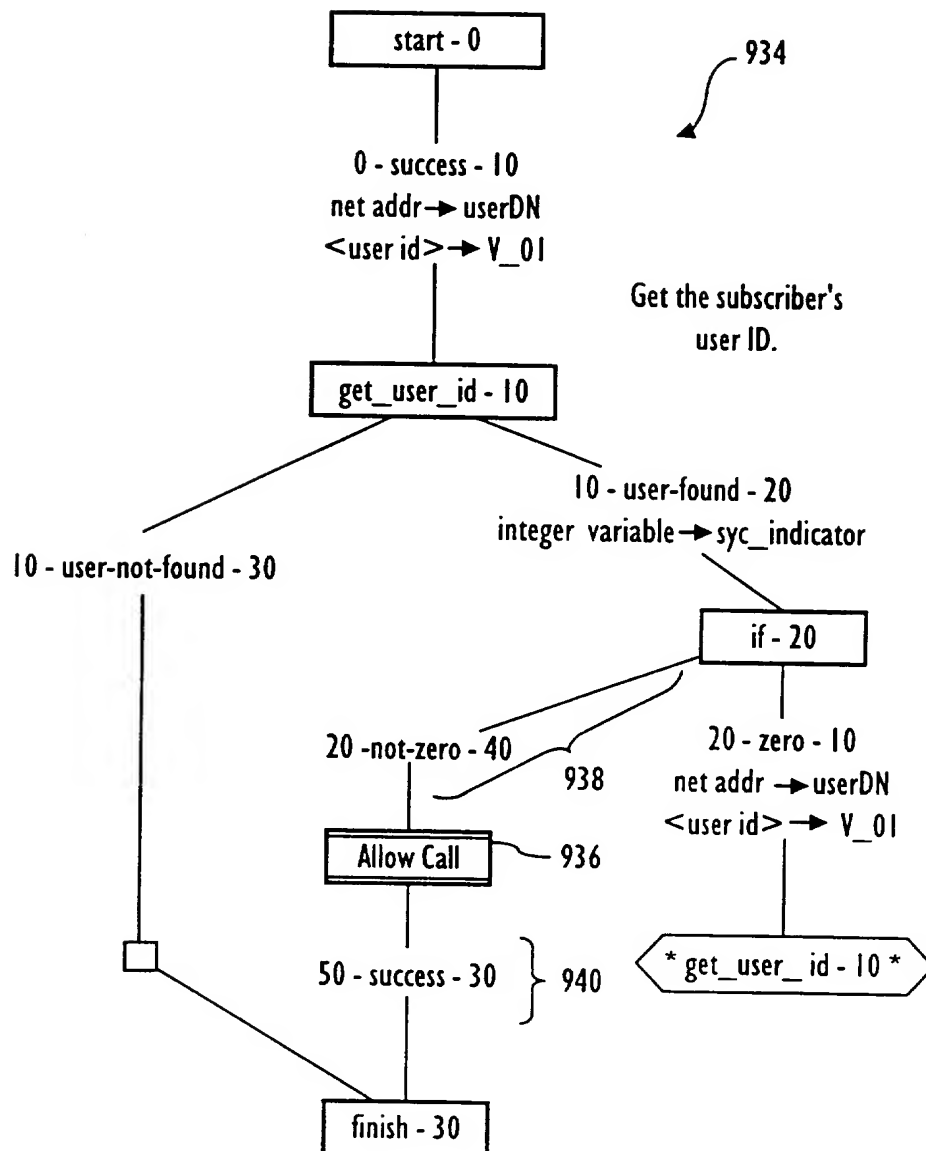 start - 0
934
0 - success - 10
net addr → userDN
<user id> → V_01
Get the subscriber's
user ID.
get_user_id - 10
10 - user-found - 20
integer variable → syc_indicator
10 - user-not-found - 30
if - 20
20 -not-zero - 40
938
20 - zero - 10
net addr → userDN
<user id> → V_01
Allow Call
936
50 - success - 30
940
* get_user_ id - 10 *
finish - 30